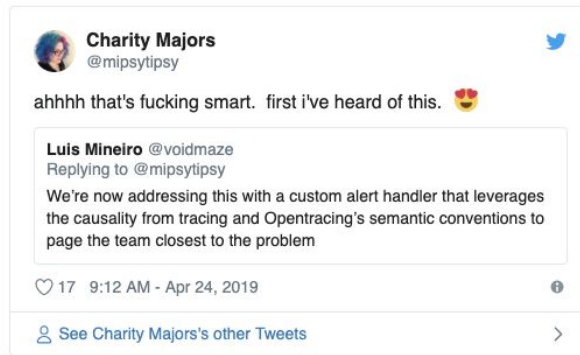 Charity Majors
@mipsytipsy
ahhhh that's fucking smart.  first i've heard of this. 😍
Luis Mineiro @voidmaze
Replying to @mipsytipsy
We're now addressing this with a custom alert handler that leverages
the causality from tracing and Opentracing's semantic conventions to
page the team closest to the problem
17 9:12 AM - Apr 24, 2019
See Charity Majors's other Tweets